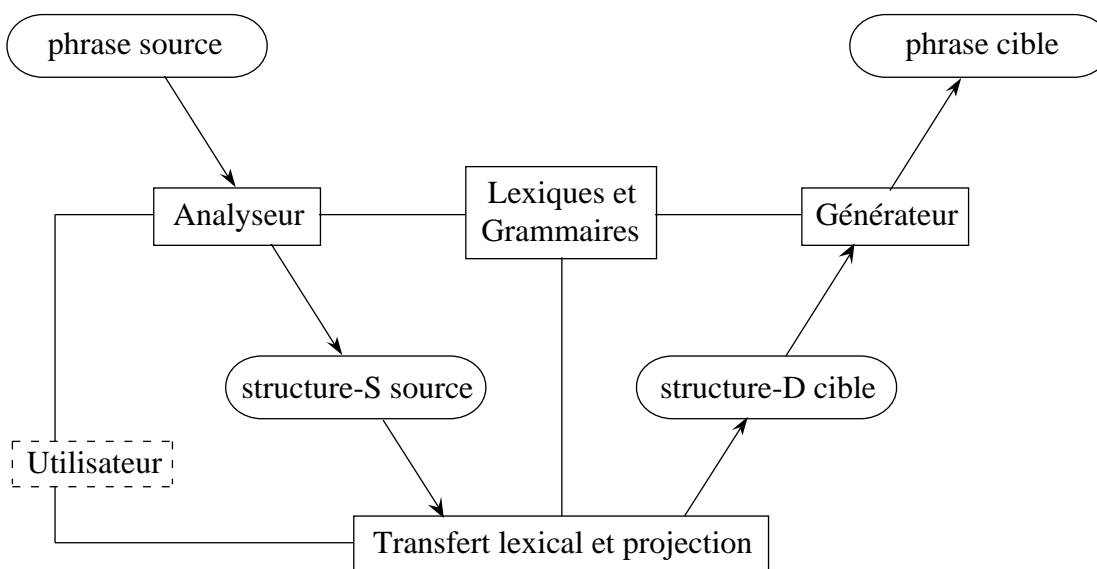 phrase source
phrase cible
Analyseur
Lexiques et
Grammaires
Générateur
structure-S source
structure-D cible
Utilisateur
Transfert lexical et projection